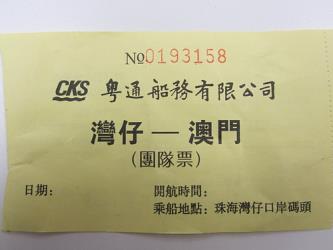 No0193158
CKS 粵通船務有限公司
灣仔 — 澳門
（團隊票）
日期： 開航時間：
乘船地點：珠海灣仔口岸碼頭